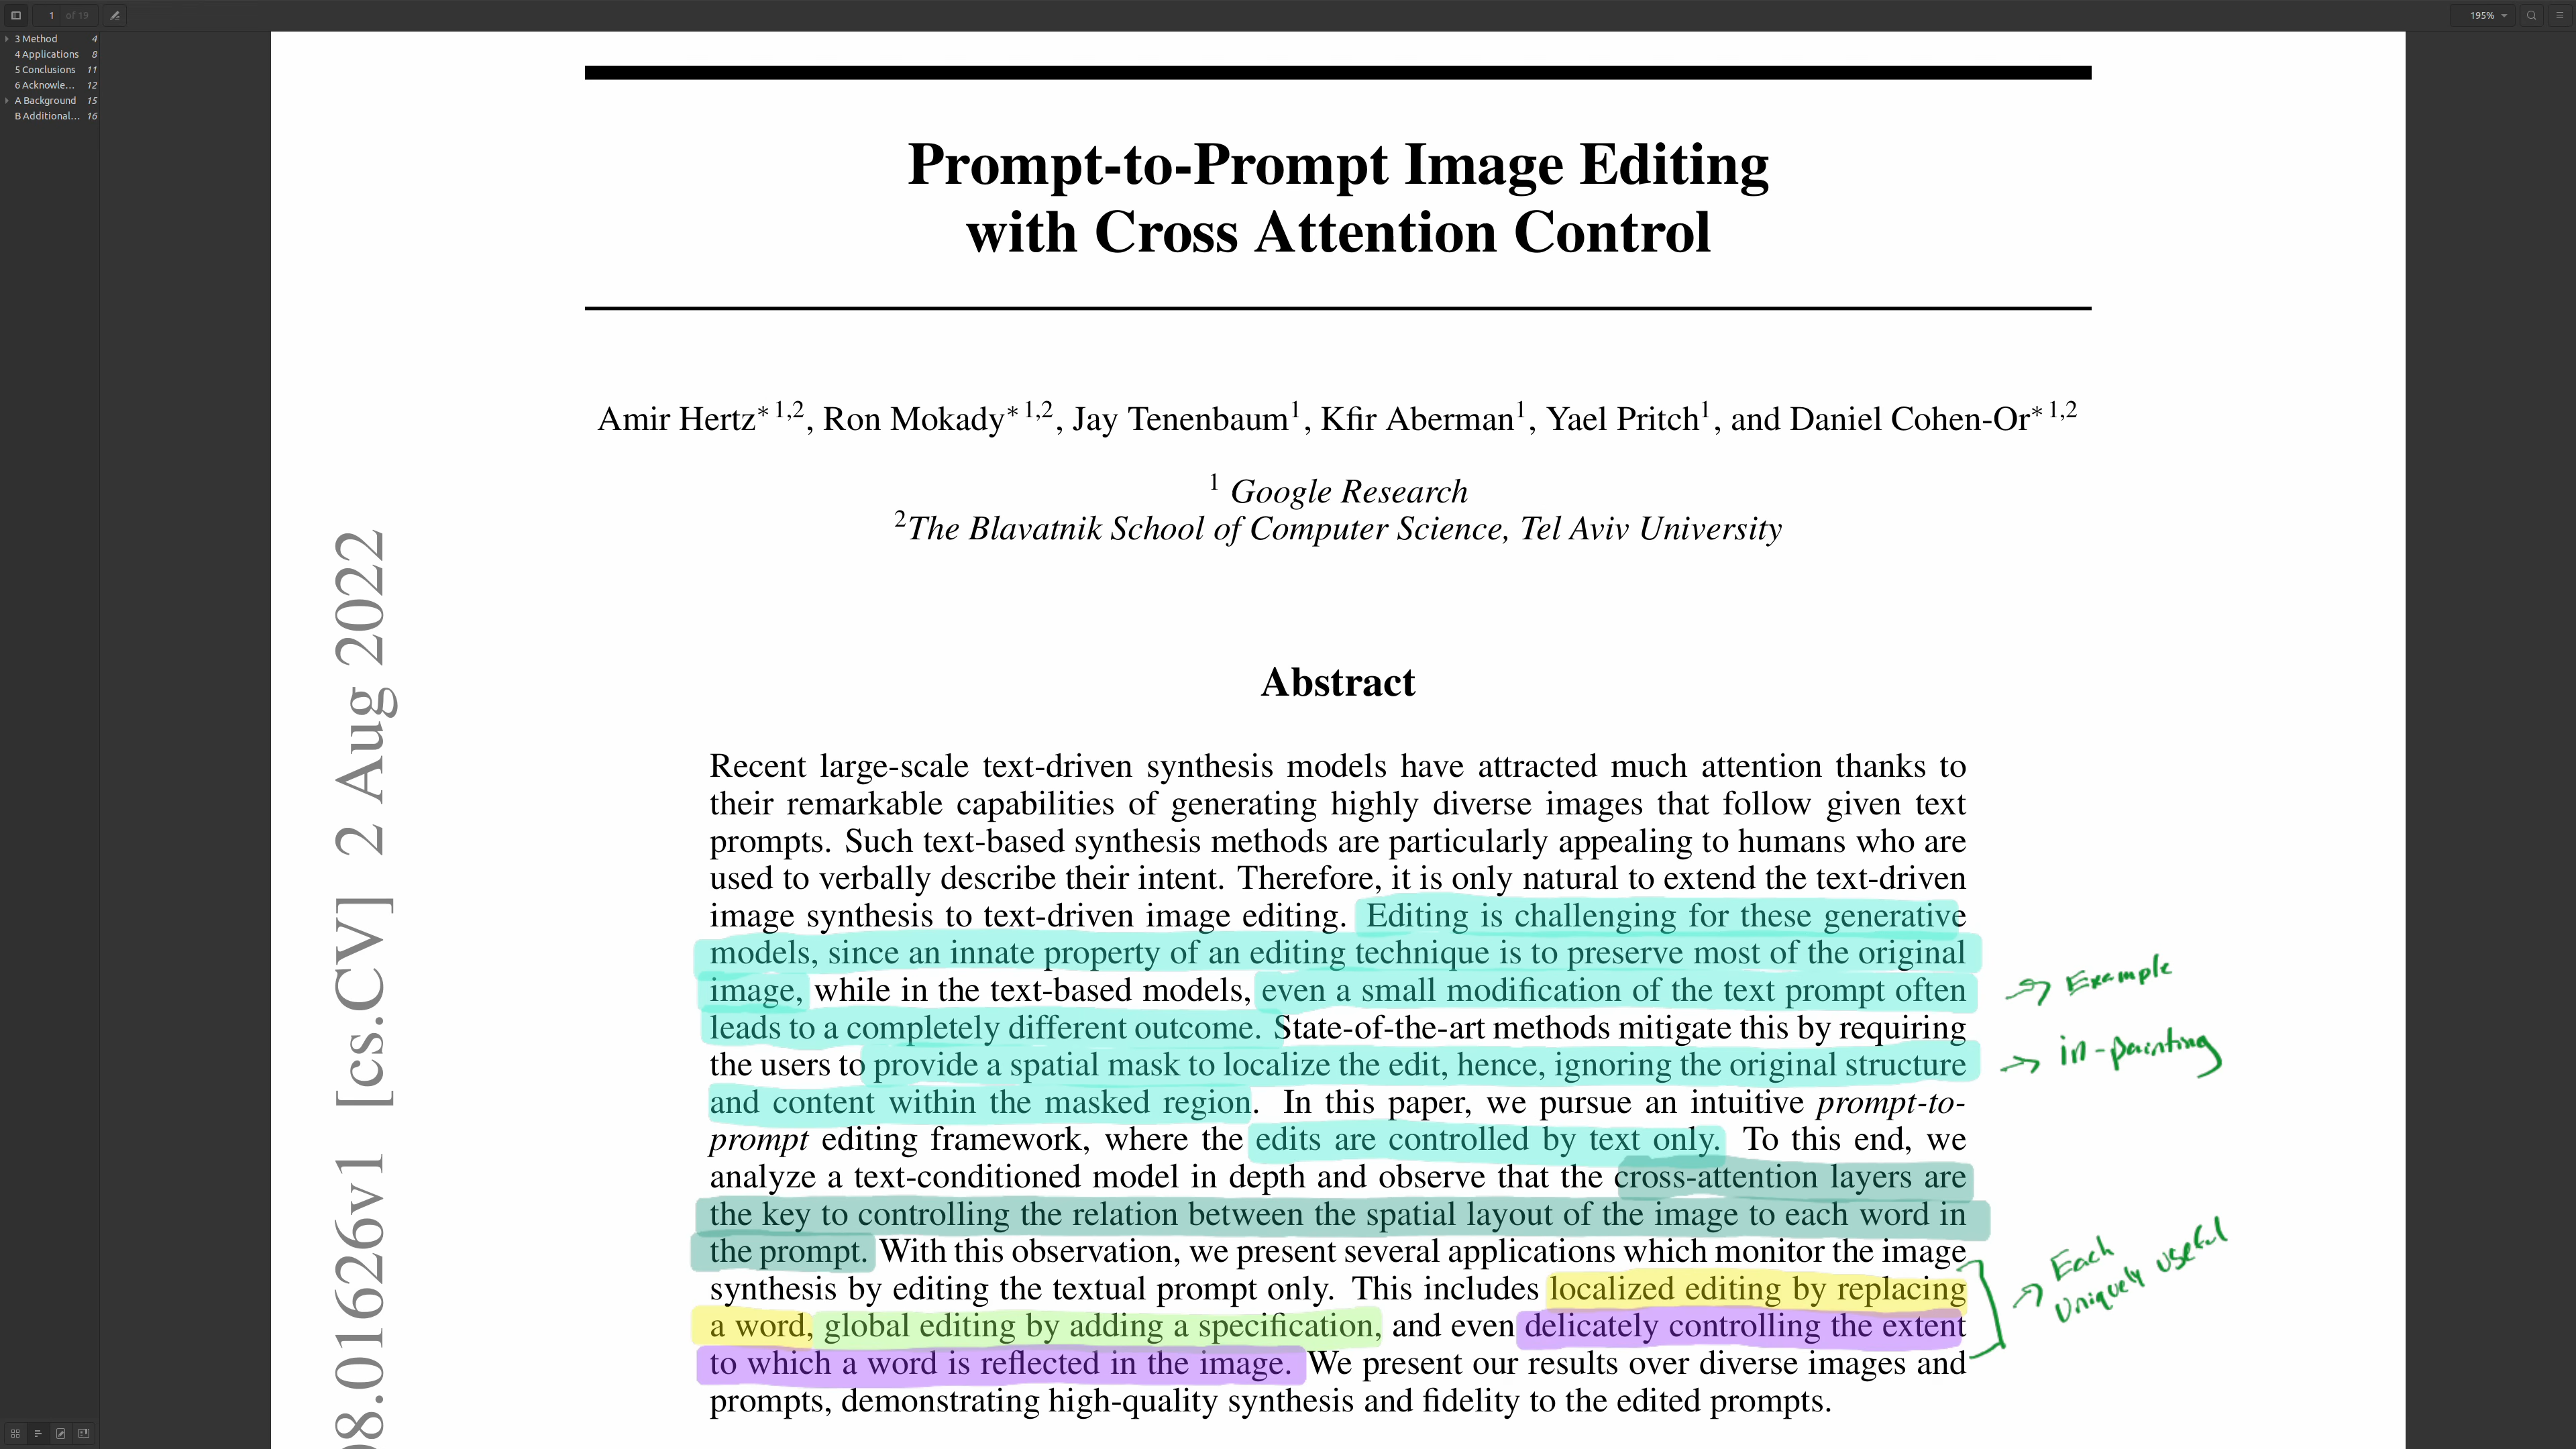 1 of 19
195%
3 Method 4
4 Applications 8
5 Conclusions 11
6 Acknowle... 12
A Background 15
B Additional... 16
Prompt-to-Prompt Image Editing
with Cross Attention Control
Amir Hertz* 1,2, Ron Mokady* 1,2, Jay Tenenbaum1, Kfir Aberman1, Yael Pritch1, and Daniel Cohen-Or* 1,2
1 Google Research
2The Blavatnik School of Computer Science, Tel Aviv University
08.01626v1 [cs.CV] 2 Aug 2022
Abstract
Recent large-scale text-driven synthesis models have attracted much attention thanks to
their remarkable capabilities of generating highly diverse images that follow given text
prompts. Such text-based synthesis methods are particularly appealing to humans who are
used to verbally describe their intent. Therefore, it is only natural to extend the text-driven
image synthesis to text-driven image editing. Editing is challenging for these generative
models, since an innate property of an editing technique is to preserve most of the original
image, while in the text-based models, even a small modification of the text prompt often
leads to a completely different outcome. State-of-the-art methods mitigate this by requiring
the users to provide a spatial mask to localize the edit, hence, ignoring the original structure
and content within the masked region. In this paper, we pursue an intuitive prompt-to-
prompt editing framework, where the edits are controlled by text only. To this end, we
analyze a text-conditioned model in depth and observe that the cross-attention layers are
the key to controlling the relation between the spatial layout of the image to each word in
the prompt. With this observation, we present several applications which monitor the image
synthesis by editing the textual prompt only. This includes localized editing by replacing
a word, global editing by adding a specification, and even delicately controlling the extent
to which a word is reflected in the image. We present our results over diverse images and
prompts, demonstrating high-quality synthesis and fidelity to the edited prompts.
→ Example
→ in-painting
→ Each
Uniquely useful